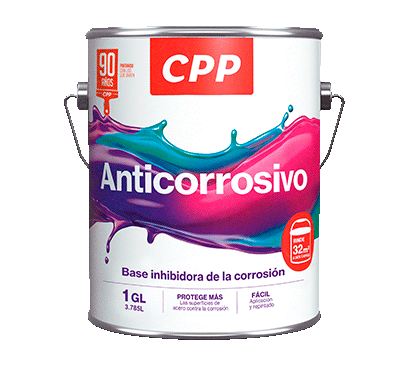 90
AÑOS
CPP
CPP
Anticorrosivo
RINDE
32m²
Base inhibidora de la corrosión
1 GL
3.785L
PROTEGE MÁS
Las superficies de
acero contra la corrosión
FÁCIL
Aplicación
y repintado